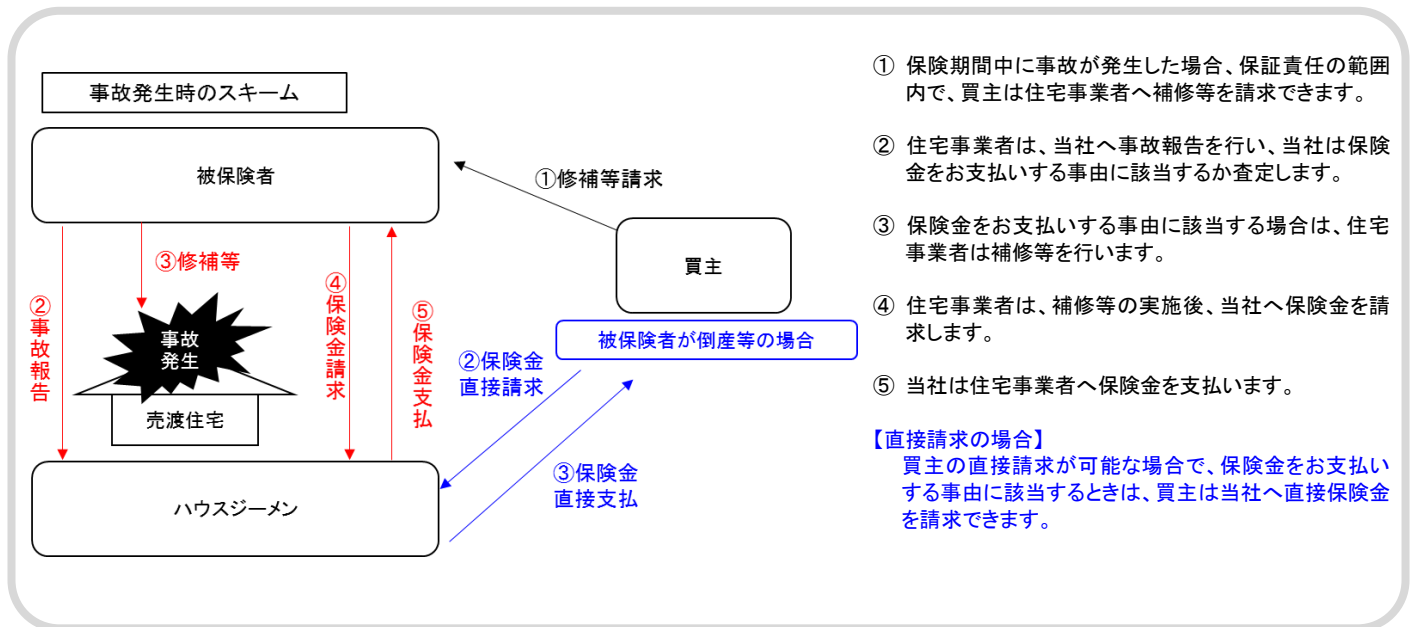 事故発生時のスキーム
被保険者
①修補等請求
買主
③修補等
②事故報告
④保険金請求
⑤保険金支払
事故
発生
売渡住宅
被保険者が倒産等の場合
②保険金
直接請求
③保険金
直接支払
ハウスジーメン
① 保険期間中に事故が発生した場合、保証責任の範囲
内で、買主は住宅事業者へ補修等を請求できます。
② 住宅事業者は、当社へ事故報告を行い、当社は保険
金をお支払いする事由に該当するか査定します。
③ 保険金をお支払いする事由に該当する場合は、住宅
事業者は補修等を行います。
④ 住宅事業者は、補修等の実施後、当社へ保険金を請
求します。
⑤ 当社は住宅事業者へ保険金を支払います。
【直接請求の場合】
買主の直接請求が可能な場合で、保険金をお支払い
する事由に該当するときは、買主は当社へ直接保険金
を請求できます。